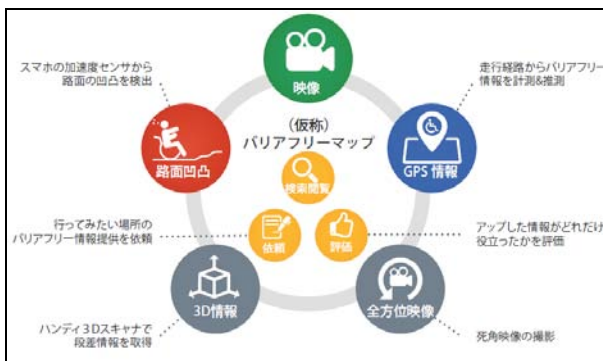 スマホの加速度センサから
路面の凹凸を検出
映像
走行経路からバリアフリー
情報を計測&推測
(仮称)
バリアフリーマップ
路面凹凸
GPS 情報
検索閲覧
行ってみたい場所の
バリアフリー情報提供を依頼
依頼
評価
アップした情報がどれだけ
役立ったかを評価
3D情報
全方位映像
ハンディ3Dスキャナで
段差情報を取得
死角映像の撮影